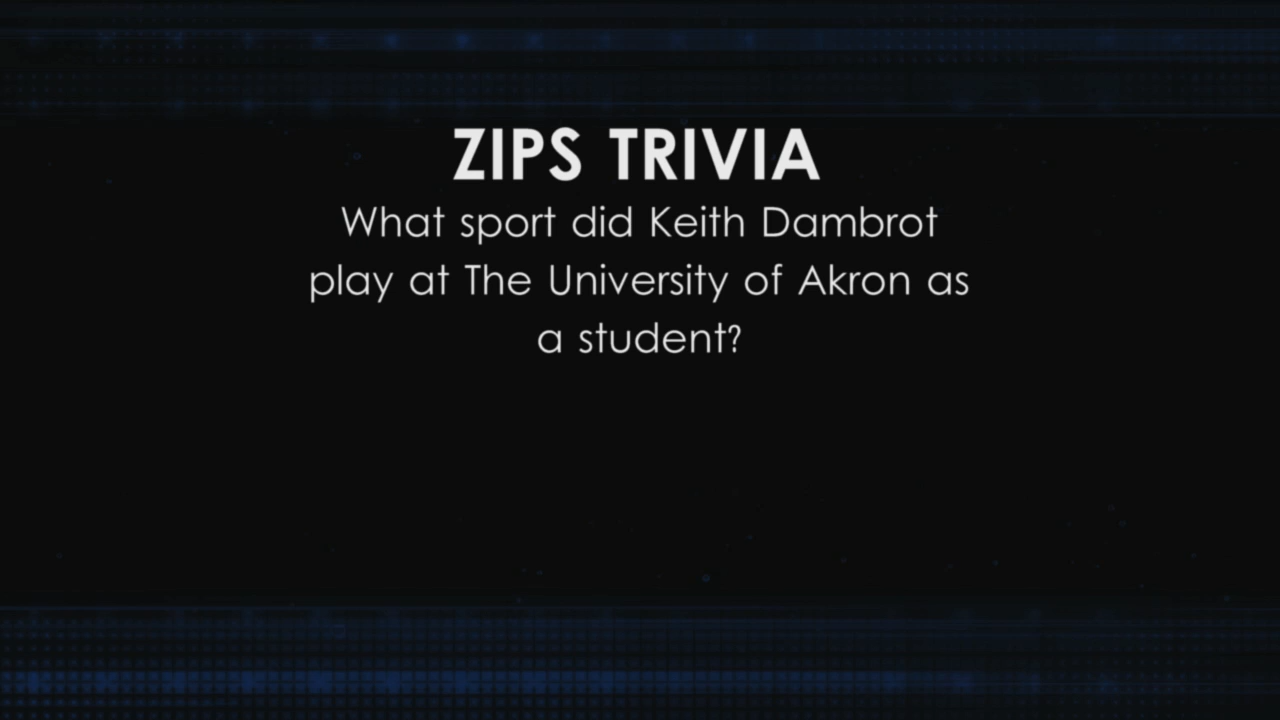 ZIPS TRIVIA
What sport did Keith Dambrot
play at The University of Akron as
a student?